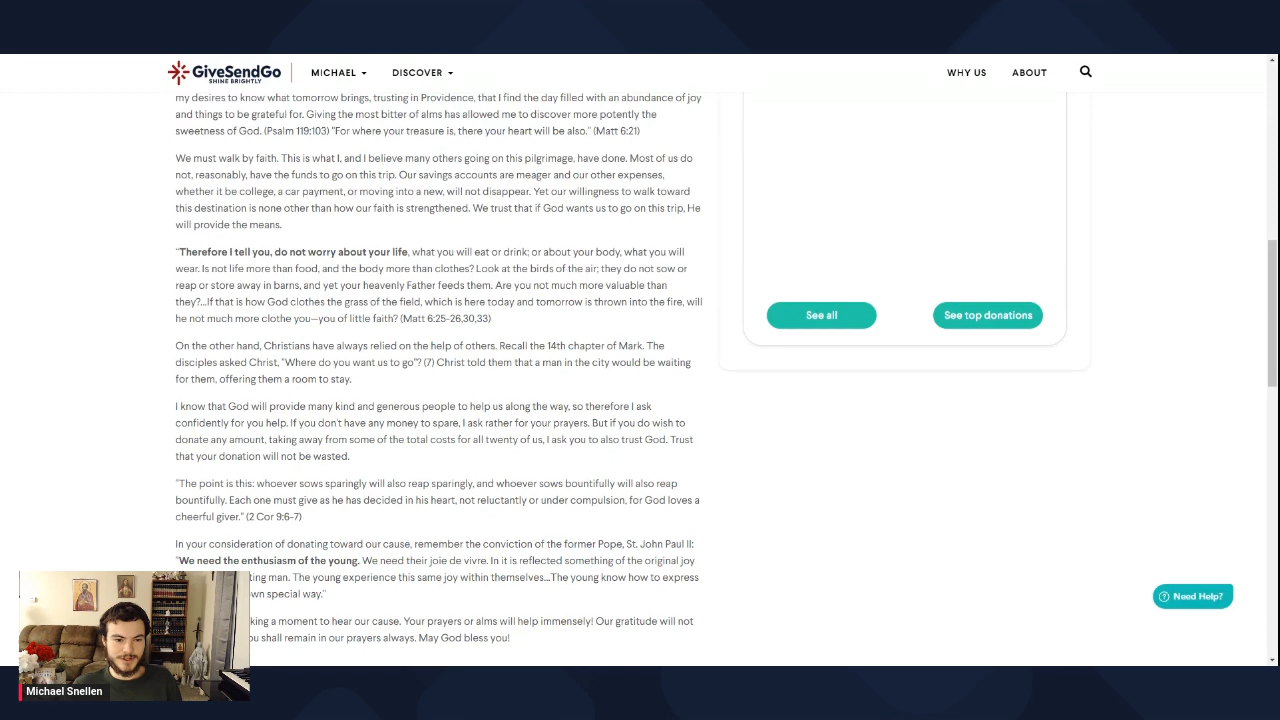 GiveSendGo
SHINE BRIGHTLY
MICHAEL
DISCOVER
WHY US
ABOUT
my desires to know what tomorrow brings, trusting in Providence, that I find the day filled with an abundance of joy
and things to be grateful for. Giving the most bitter of alms has allowed me to discover more potently the
sweetness of God. (Psalm 119:103) "For where your treasure is, there your heart will be also." (Matt 6:21)
We must walk by faith. This is what I, and I believe many others going on this pilgrimage, have done. Most of us do
not, reasonably, have the funds to go on this trip. Our savings accounts are meager and our other expenses,
whether it be college, a car payment, or moving into a new, will not disappear. Yet our willingness to walk toward
this destination is none other than how our faith is strengthened. We trust that if God wants us to go on this trip, He
will provide the means.
"Therefore I tell you, do not worry about your life, what you will eat or drink; or about your body, what you will
wear. Is not life more than food, and the body more than clothes? Look at the birds of the air; they do not sow or
reap or store away in barns, and yet your heavenly Father feeds them. Are you not much more valuable than
they?...If that is how God clothes the grass of the field, which is here today and tomorrow is thrown into the fire, will
he not much more clothe you—you of little faith? (Matt 6:25-26,30,33)
On the other hand, Christians have always relied on the help of others. Recall the 14th chapter of Mark. The
disciples asked Christ, "Where do you want us to go"? (7) Christ told them that a man in the city would be waiting
for them, offering them a room to stay.
I know that God will provide many kind and generous people to help us along the way, so therefore I ask
confidently for you help. If you don't have any money to spare, I ask rather for your prayers. But if you do wish to
donate any amount, taking away from some of the total costs for all twenty of us, I ask you to also trust God. Trust
that your donation will not be wasted.
"The point is this: whoever sows sparingly will also reap sparingly, and whoever sows bountifully will also reap
bountifully. Each one must give as he has decided in his heart, not reluctantly or under compulsion, for God loves a
cheerful giver." (2 Cor 9:6-7)
In your consideration of donating toward our cause, remember the conviction of the former Pope, St. John Paul II:
"We need the enthusiasm of the young. We need their joie de vivre. In it is reflected something of the original joy
ting man. The young experience this same joy within themselves...The young know how to express
own special way."
king a moment to hear our cause. Your prayers or alms will help immensely! Our gratitude will not
ou shall remain in our prayers always. May God bless you!
See all
See top donations
Need Help?
Michael Snellen